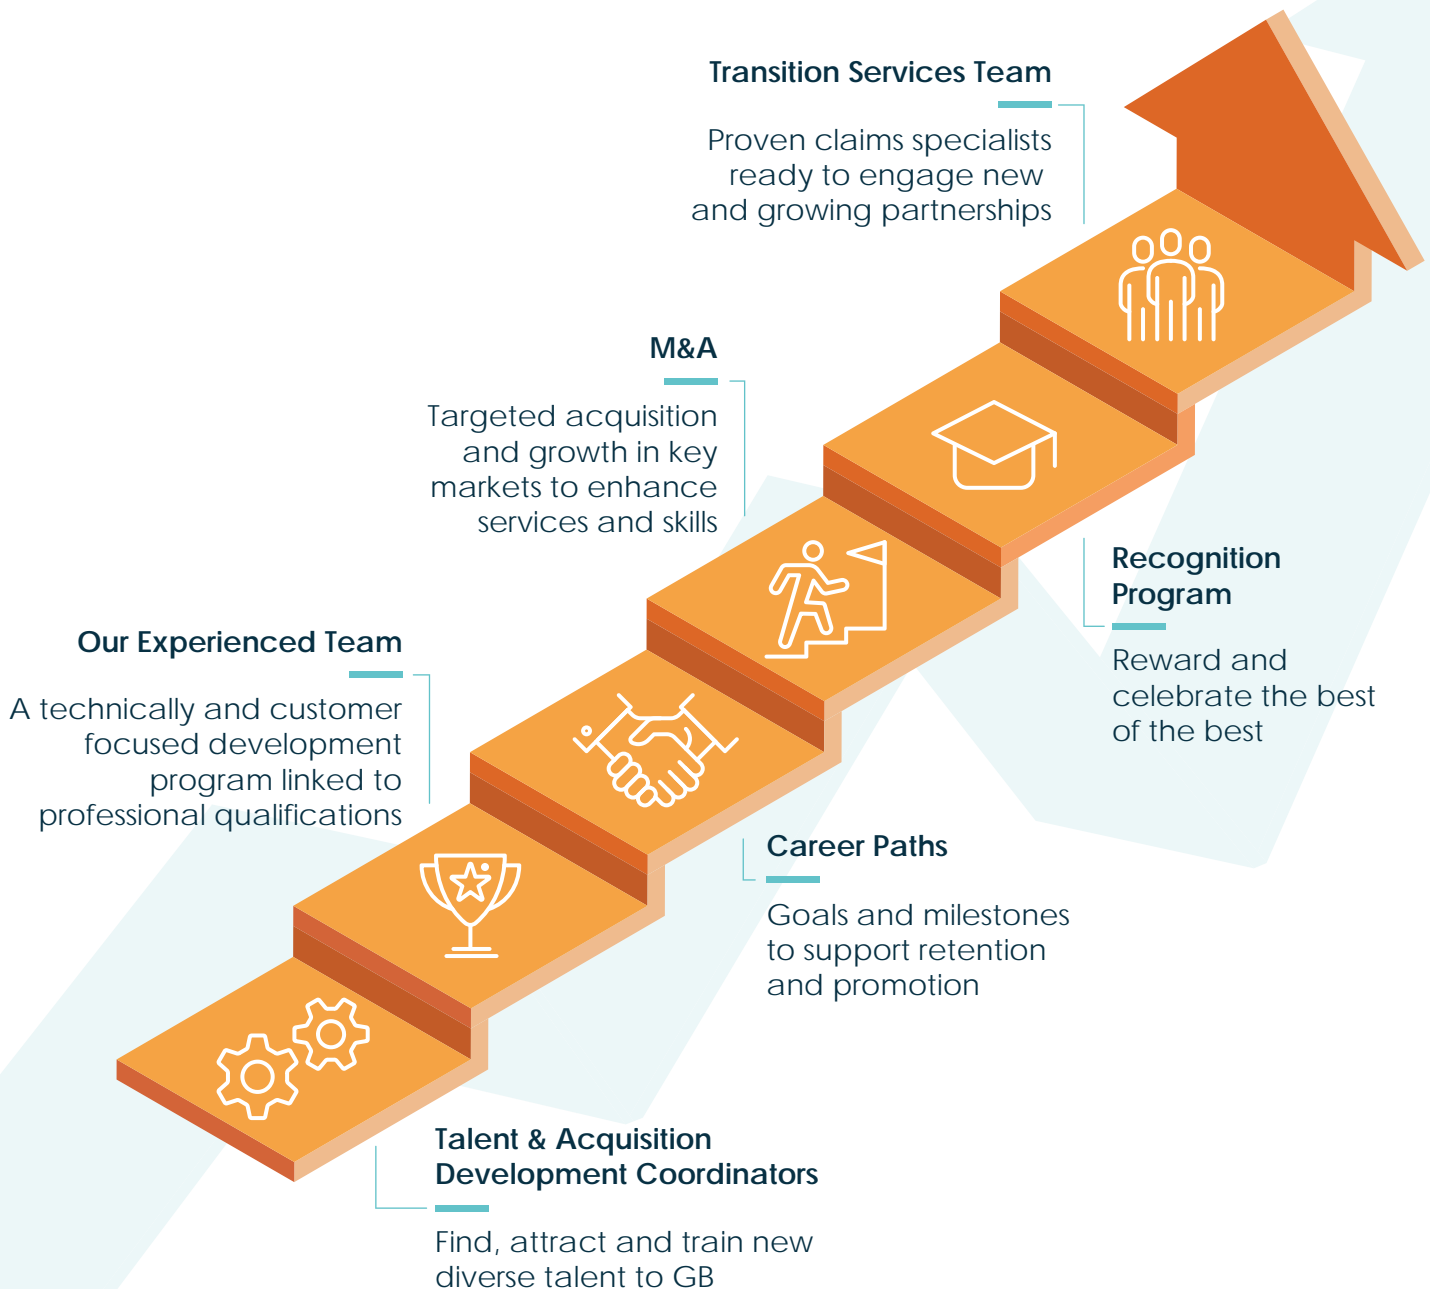 Transition Services Team
Proven claims specialists
ready to engage new
and growing partnerships
M&A
Targeted acquisition
and growth in key
markets to enhance
services and skills
Recognition
Program
Reward and
celebrate the best
of the best
Our Experienced Team
A technically and customer
focused development
program linked to
professional qualifications
Career Paths
Goals and milestones
to support retention
and promotion
Talent & Acquisition
Development Coordinators
Find, attract and train new
diverse talent to GB